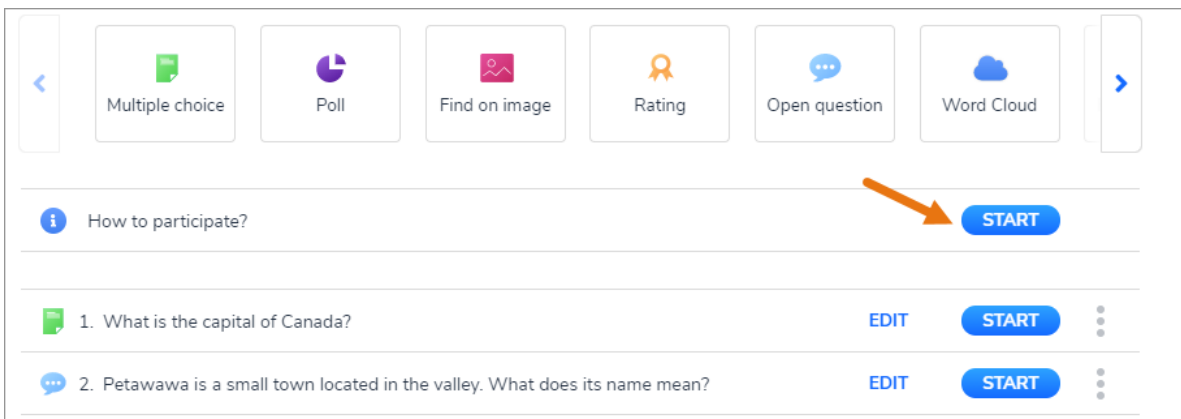 Multiple choice
Poll
Find on image
Rating
Open question
Word Cloud
How to participate?
START
1. What is the capital of Canada?
EDIT
START
2. Petawawa is a small town located in the valley. What does its name mean?
EDIT
START